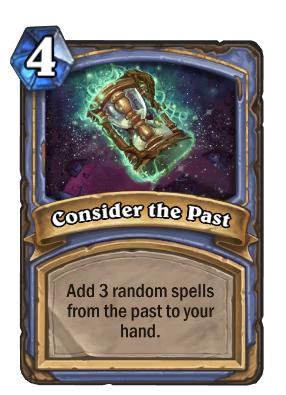 4
Consider the Past
Add 3 random spells
from the past to your
hand.